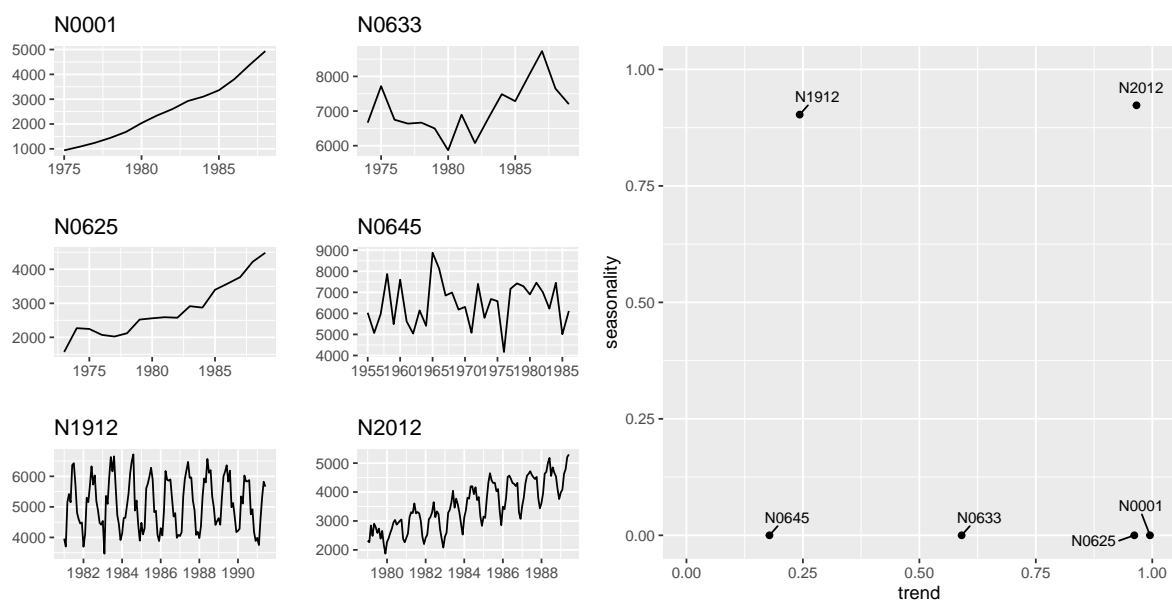 N0001
5000
4000
3000
2000
1000
1975 1980 1985
N0633
8000
7000
6000
1975 1980 1985
N0625
4000
3000
2000
1975 1980 1985
N0645
9000
8000
7000
6000
5000
4000
1955 1960 1965 1970 1975 1980 1985
N1912
6000
5000
4000
1982 1984 1986 1988 1990
N2012
5000
4000
3000
2000
1980 1982 1984 1986 1988
seasonality
1.00
0.75
0.50
0.25
0.00
N1912
N2012
N0645
N0633
N0001
N0625
0.00 0.25 0.50 0.75 1.00
trend